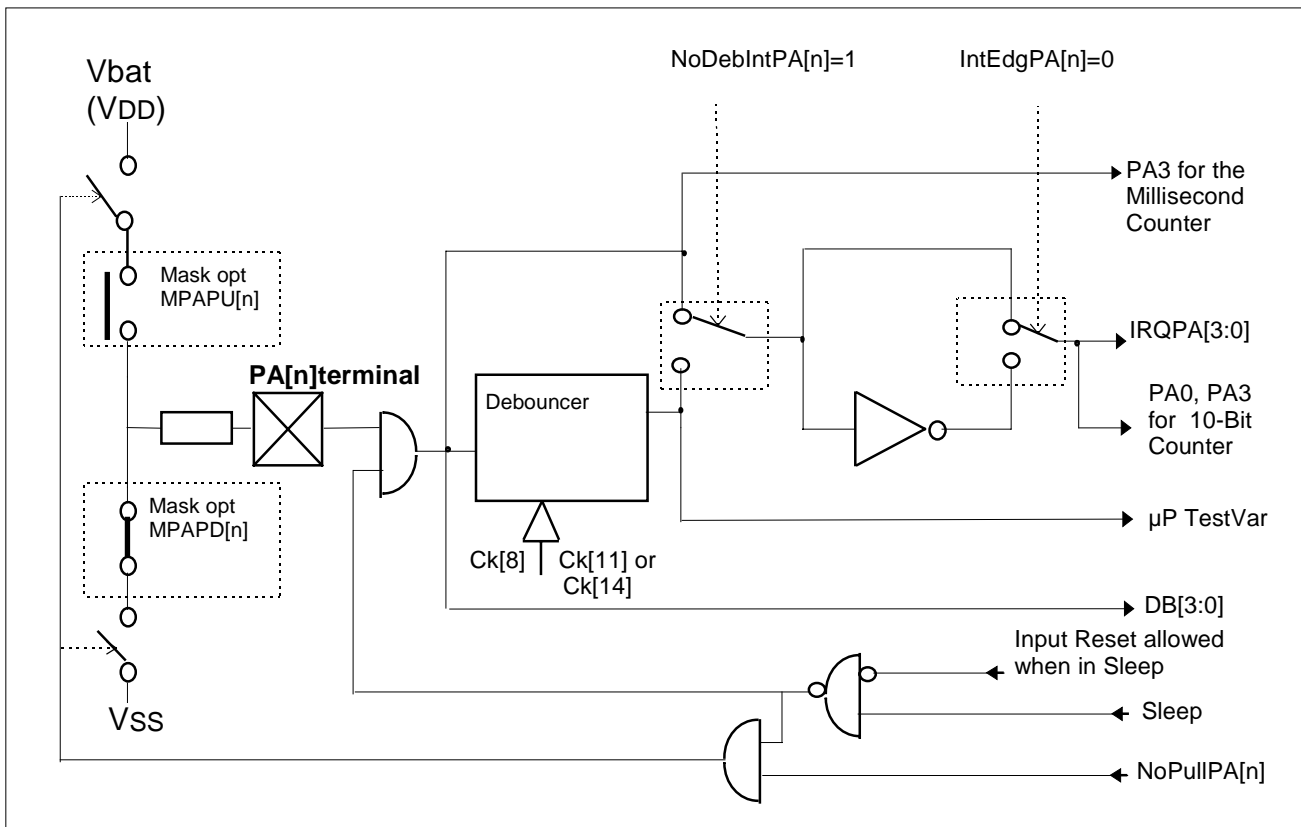 NoDebIntPA[n]=1
IntEdgPA[n]=0
Vbat
(VDD)
PA3 for the
Millisecond
Counter
Mask opt
MPAPU[n]
IRQPA[3:0]
PA[n]terminal
Debouncer
PA0, PA3
for 10-Bit
Counter
Mask opt
MPAPD[n]
µP TestVar
Ck[8]
Ck[11] or
Ck[14]
DB[3:0]
Input Reset allowed
when in Sleep
VSS
Sleep
NoPullPA[n]